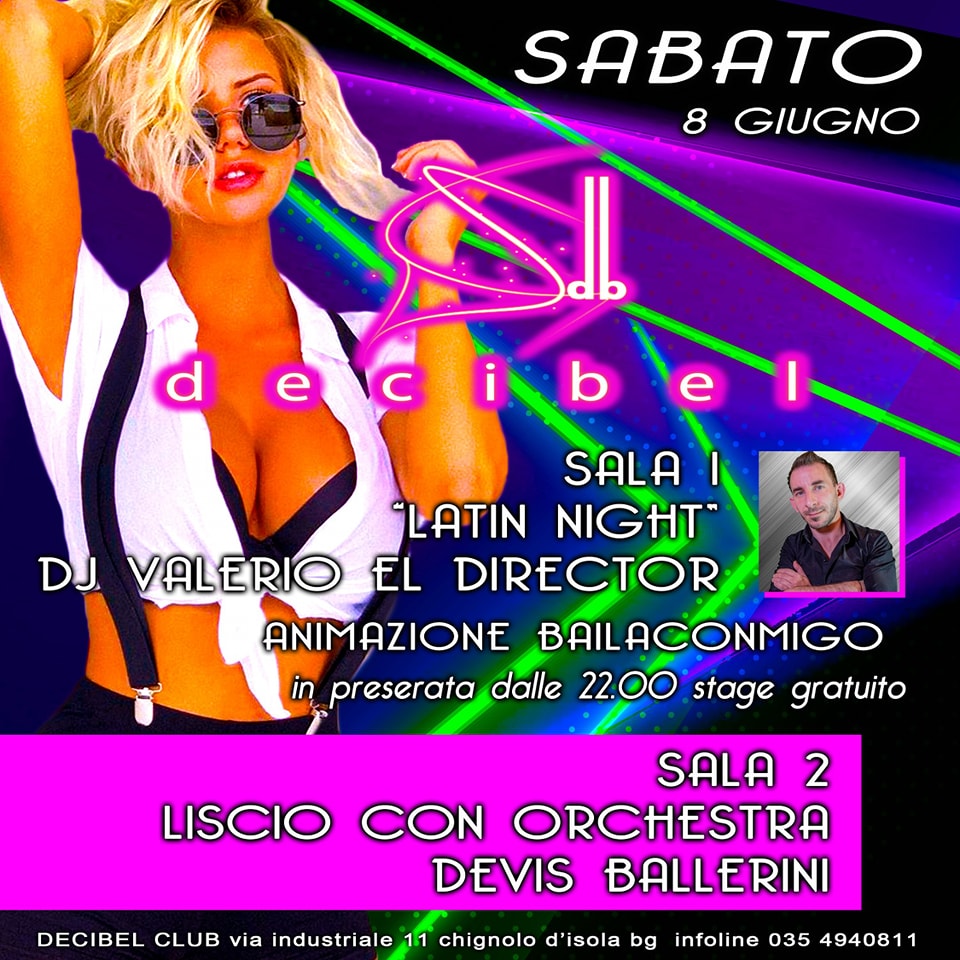 SABATO
8 GIUGNO
db
decibel
SALA 1
"LATIN NIGHT"
DJ VALERIO EL DIRECTOR
ANIMAZIONE BAILACONMIGO
in preserata dalle 22.00 stage gratuito
SALA 2
LISCIO CON ORCHESTRA
DEVIS BALLERINI
DECIBEL CLUB via industriale 11 chignolo d'isola bg infoline 035 4940811